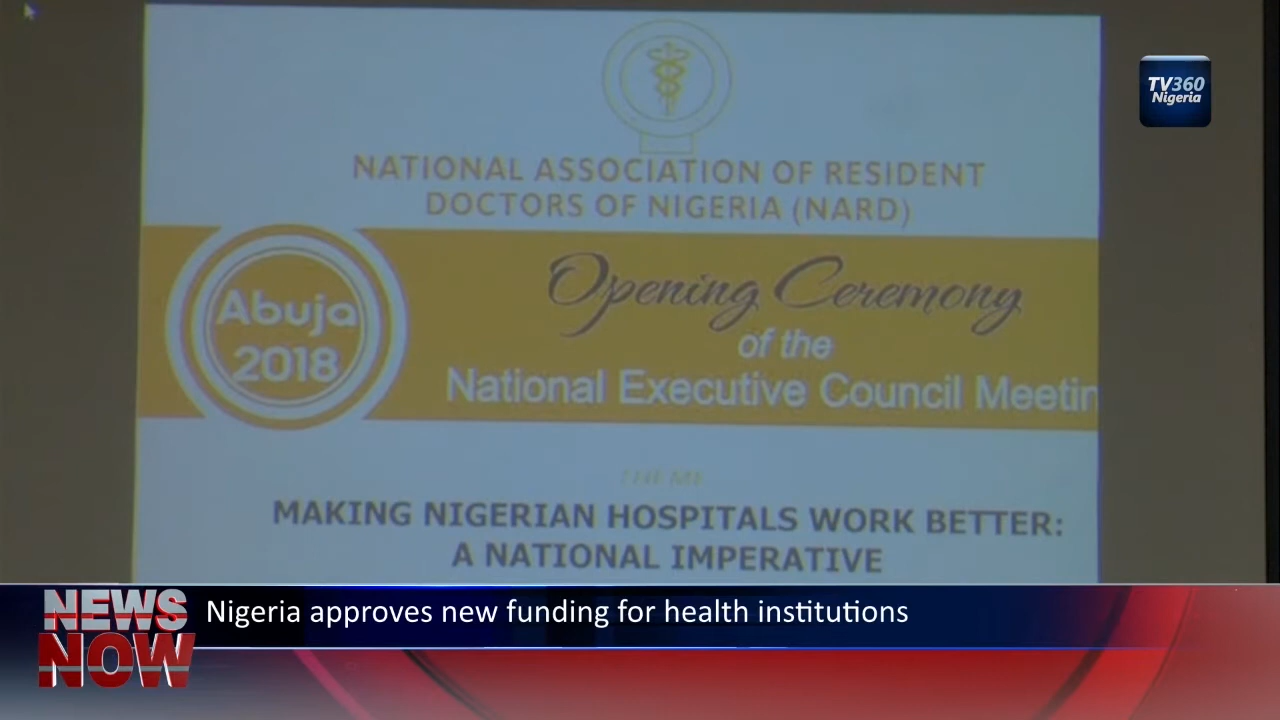 TV360
Nigeria
NATIONAL ASSOCIATION OF RESIDENT
DOCTORS OF NIGERIA (NARD)
Abuja
2018
Opening Ceremony
of the
National Executive Council Meetin
THEME
MAKING NIGERIAN HOSPITALS WORK BETTER:
A NATIONAL IMPERATIVE
NEWS
NOW
Nigeria approves new funding for health institutions